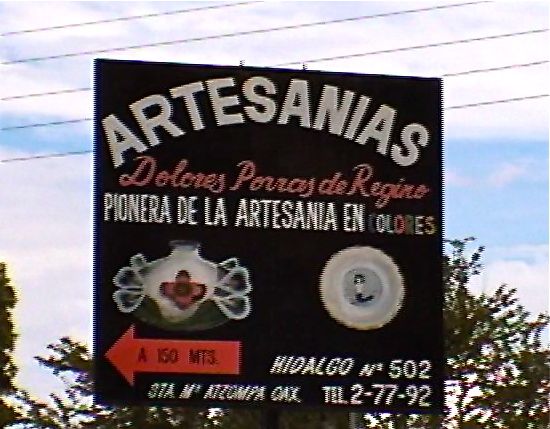 ARTESANIAS
Dolores Porras de Regino
PIONERA DE LA ARTESANIA EN COLORES
A 150 MTS.
HIDALGO Nº 502
STA. Mº ATZOMPA OAX. TEL. 2-77-92